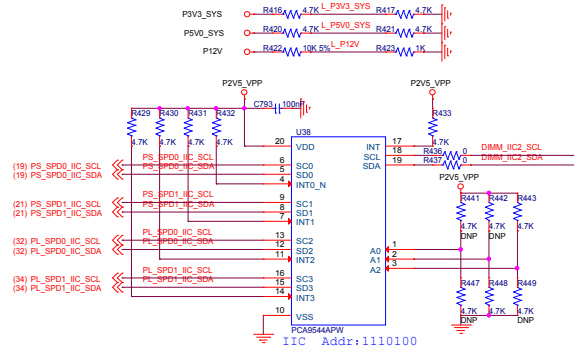 P3V3_SYS R416 4.7K L_P3V3_SYS R417 4.7K
P5V0_SYS R420 4.7K L_P5V0_SYS R421 4.7K
P12V R422 10K 5% L_P12V R423 1K
P2V5_VPP P2V5_VPP
C793 100nF
R429 R430 R431 R432 R433
4.7K 4.7K 4.7K 4.7K 4.7K
U38
20 VDD INT 17
SCL 18 R436 0 DIMM_IIC2_SCL
SDA 19 R437 0 DIMM_IIC2_SDA
(19) PS_SPD0_IIC_SCL PS_SPD0_IIC_SCL 6 SC0
(19) PS_SPD0_IIC_SDA PS_SPD0_IIC_SDA 5 SD0
4 INT0_N
P2V5_VPP
(21) PS_SPD1_IIC_SCL PS_SPD1_IIC_SCL 9 SC1
(21) PS_SPD1_IIC_SDA PS_SPD1_IIC_SDA 8 SD1
7 INT1
R441 R442 R443
4.7K 4.7K 4.7K
DNP DNP
(32) PL_SPD0_IIC_SCL PL_SPD0_IIC_SCL 13 SC2
(32) PL_SPD0_IIC_SDA PL_SPD0_IIC_SDA 12 SD2
11 INT2
A0 1
A1 2
A2 3
(34) PL_SPD1_IIC_SCL PL_SPD1_IIC_SCL 16 SC3
(34) PL_SPD1_IIC_SDA PL_SPD1_IIC_SDA 15 SD3
14 INT3
R447 R448 R449
4.7K 4.7K 4.7K
DNP
10 VSS
PCA9544APW
IIC Addr:1110100